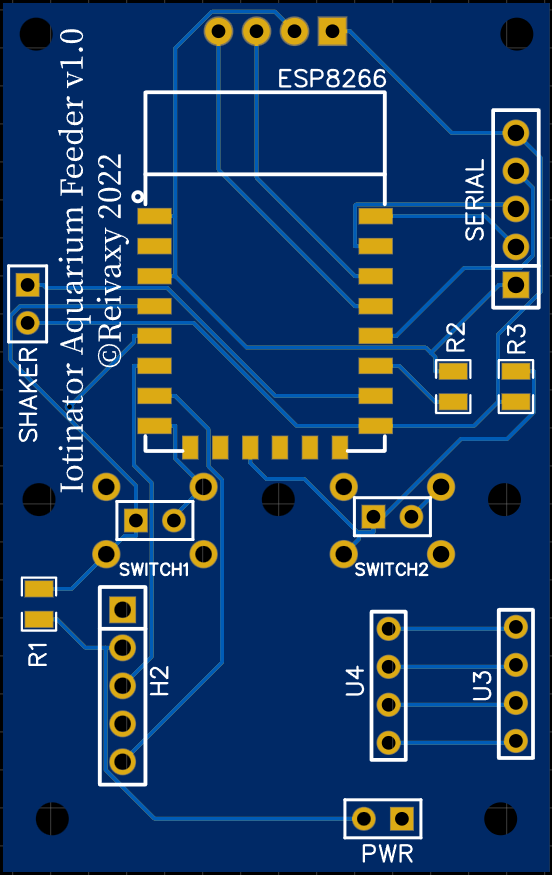 ESP8266
Iotinator Aquarium Feeder v1.0
©Reivaxy 2022
SERIAL
SHAKER
R2
R3
SWITCH1
SWITCH2
R1
H2
U4
U3
PWR